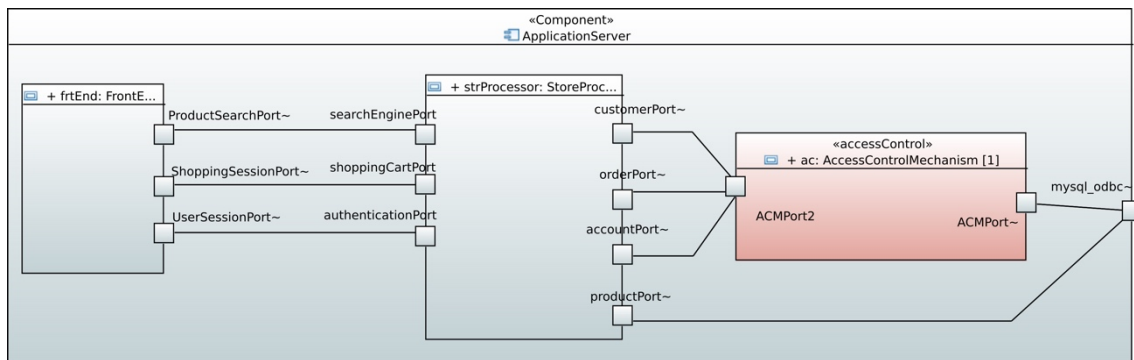 «Component»
ApplicationServer
+ frtEnd: FrontE...
ProductSearchPort~
ShoppingSessionPort~
UserSessionPort~
+ strProcessor: StoreProc...
searchEnginePort
shoppingCartPort
authenticationPort
customerPort~
orderPort~
accountPort~
productPort~
«accessControl»
+ ac: AccessControlMechanism [1]
ACMPort2
ACMPort~
mysql_odbc~